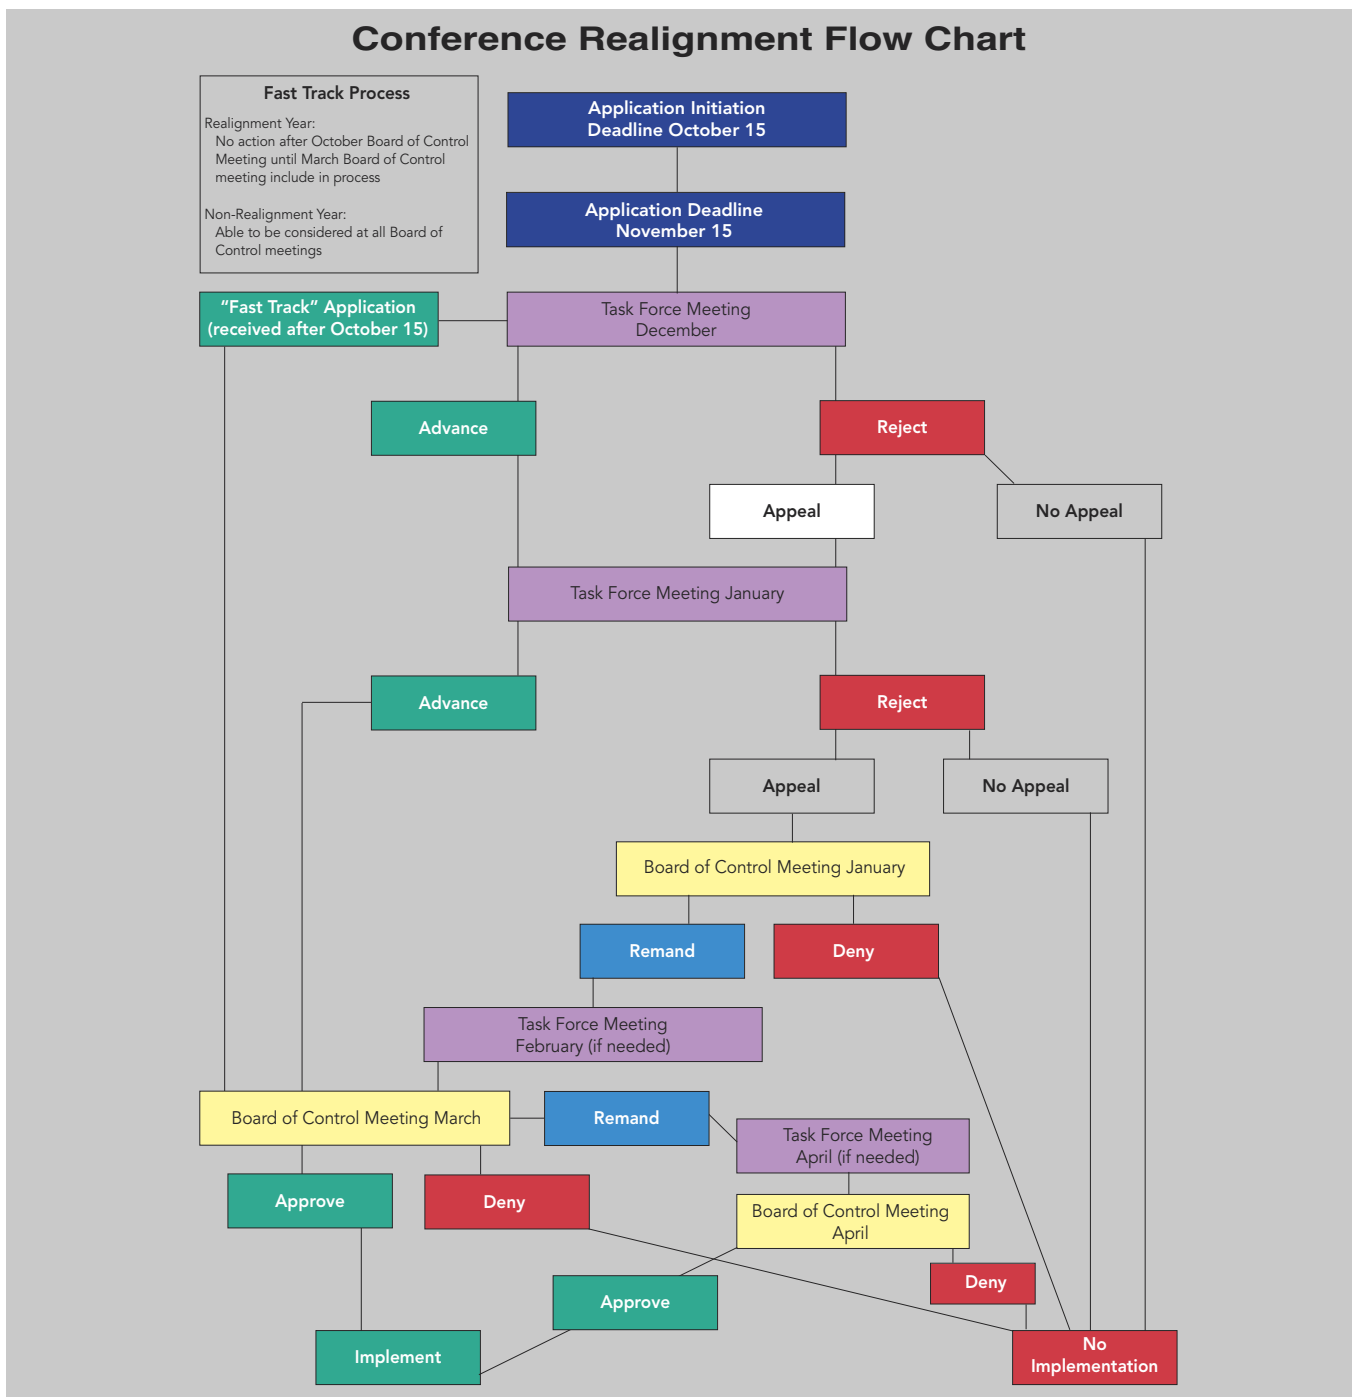 Conference Realignment Flow Chart
Fast Track Process
Realignment Year:
No action after October Board of Control
Meeting until March Board of Control
meeting include in process
Non-Realignment Year:
Able to be considered at all Board of
Control meetings
Application Initiation
Deadline October 15
Application Deadline
November 15
“Fast Track” Application
(received after October 15)
Task Force Meeting
December
Advance
Reject
Appeal
No Appeal
Task Force Meeting January
Advance
Reject
Appeal
No Appeal
Board of Control Meeting January
Remand
Deny
Task Force Meeting
February (if needed)
Board of Control Meeting March
Remand
Task Force Meeting
April (if needed)
Approve
Deny
Board of Control Meeting
April
Deny
Approve
Implement
No
Implementation